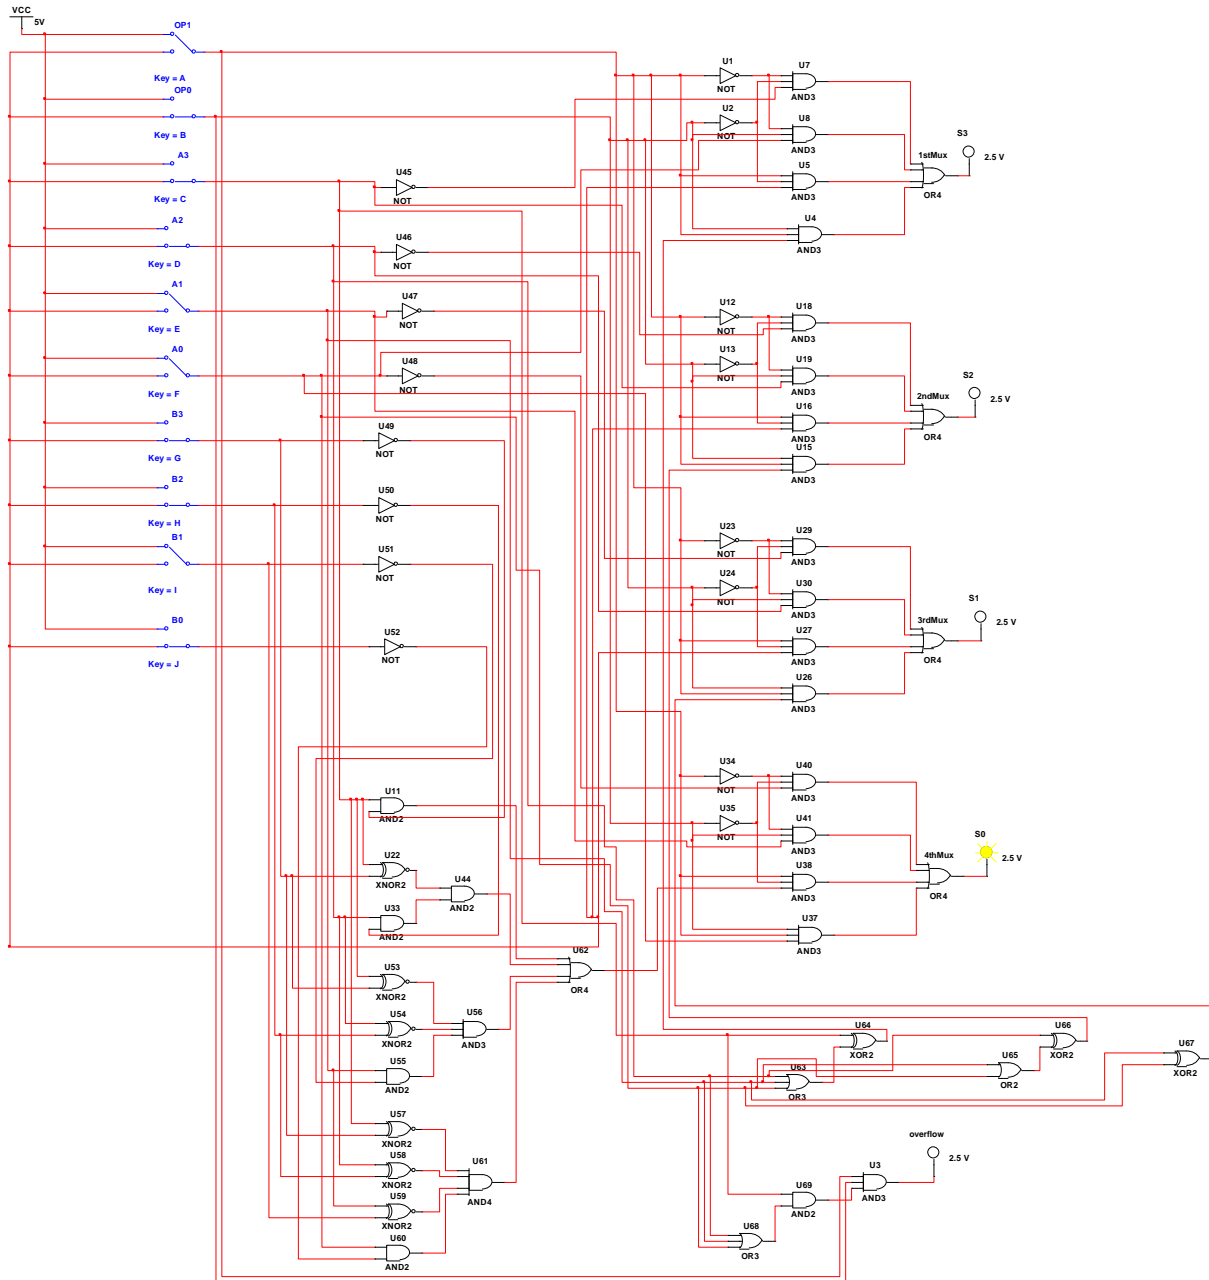 VCC
5V
OP1
Key = A
OP0
Key = B
A3
Key = C
A2
Key = D
A1
Key = E
A0
Key = F
B3
Key = G
B2
Key = H
B1
Key = I
B0
Key = J
U45
NOT
U46
NOT
U47
NOT
U48
NOT
U49
NOT
U50
NOT
U51
NOT
U52
NOT
U1
NOT
U2
NOT
U7
AND3
U8
AND3
U5
AND3
U4
AND3
1stMux
OR4
S3
2.5 V
U12
NOT
U13
NOT
U18
AND3
U19
AND3
U16
AND3
U15
AND3
2ndMux
OR4
S2
2.5 V
U23
NOT
U24
NOT
U29
AND3
U30
AND3
U27
AND3
U26
AND3
3rdMux
OR4
S1
2.5 V
U34
NOT
U35
NOT
U40
AND3
U41
AND3
U38
AND3
U37
AND3
4thMux
OR4
S0
2.5 V
U11
AND2
U22
XNOR2
U44
AND2
U33
AND2
U62
OR4
U53
XNOR2
U54
XNOR2
U56
AND3
U55
AND2
U57
XNOR2
U58
XNOR2
U61
AND4
U59
XNOR2
U60
AND2
U64
XOR2
U63
OR3
U66
XOR2
U65
OR2
U67
XOR2
overflow
2.5 V
U3
AND3
U69
AND2
U68
OR3